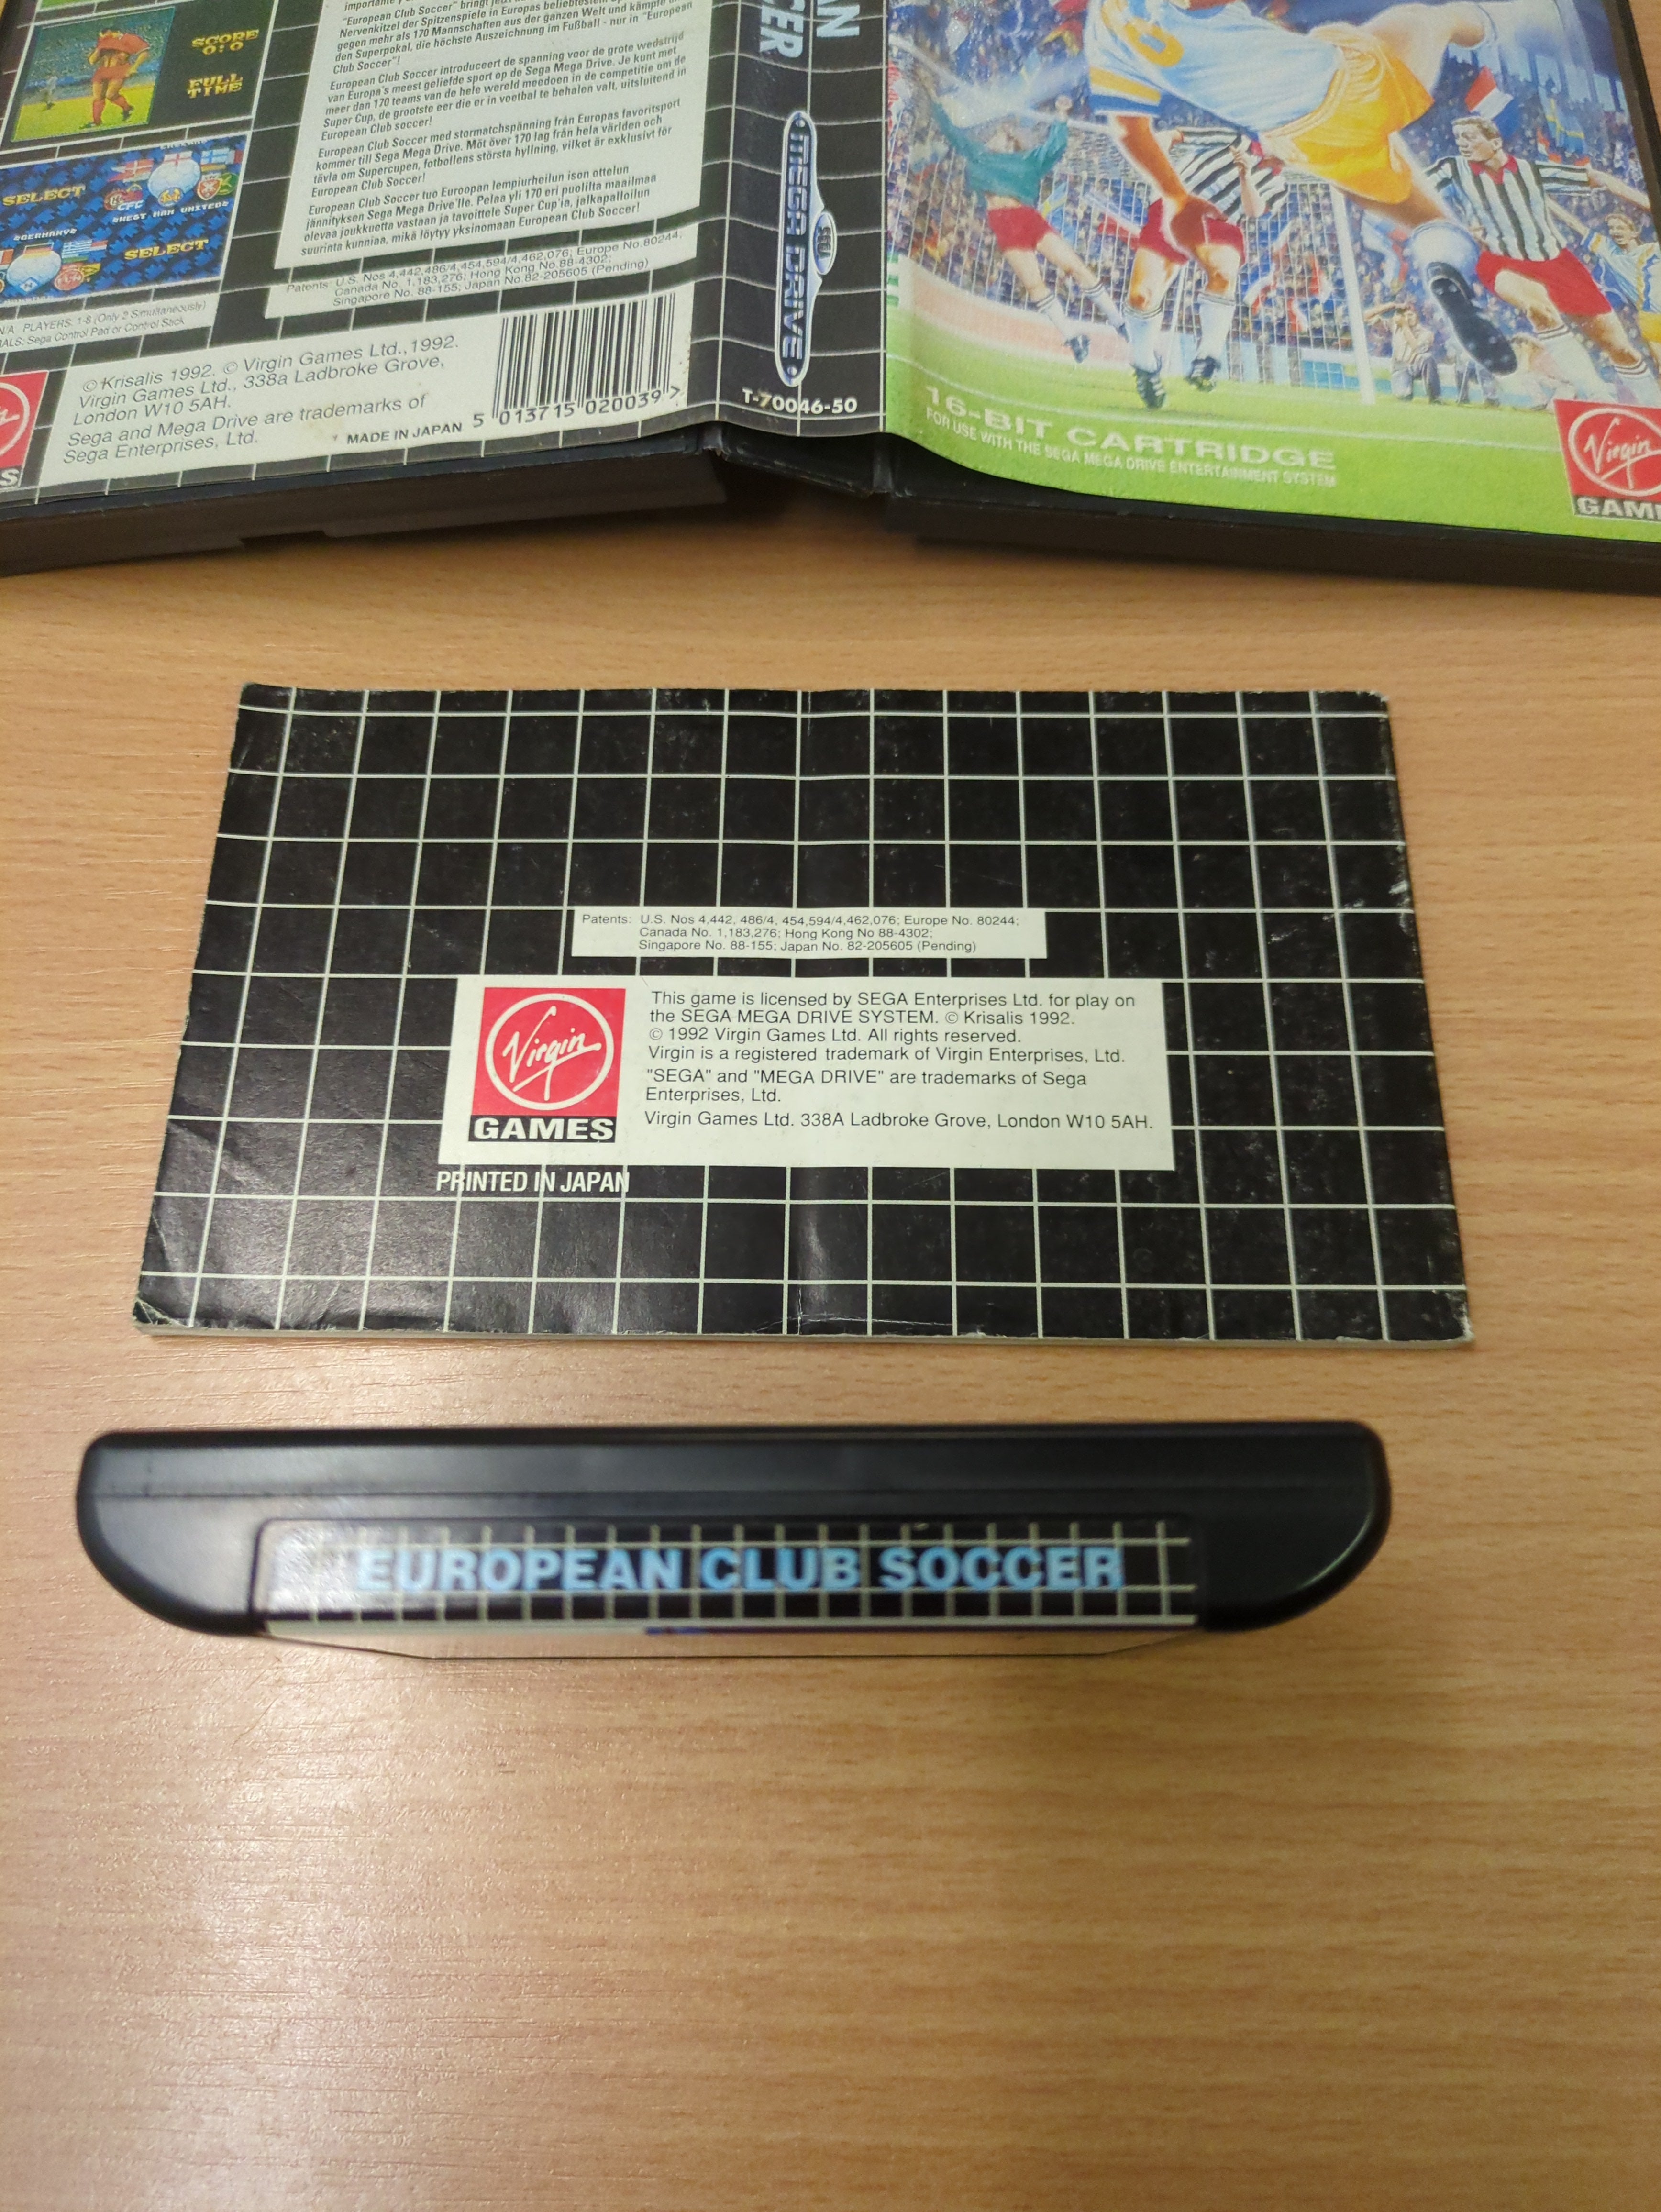 SCORE
0:0
FULL
TIME
SELECT
CFC
WEST HAM UNITED
GERMANY
SELECT
N/A PLAYERS: 1-8 (Only 2 Simultaneously)
ALS: Sega Control Pad or Control Stick
"European Club Soccer" bringt
Nervenkitzel der Spitzenspiele in Europas
gegen mehr als 170 Mannschaften aus der ganzen Welt und kämpfe um
den Superpokal, die höchste Auszeichnung im Fußball - nur in "European
Club Soccer"!
European Club Soccer introduceert de spanning voor de grote wedstrijd
van Europa's meest geliefde sport op de Sega Mega Drive. Je kunt met
meer dan 170 teams van de hele wereld meedoen in de competitie om de
Super Cup, de grootste eer die er in voetbal te behalen valt, uitsluitend in
European Club soccer!
European Club Soccer med stormatchspänning från Europas favoritsport
kommer till Sega Mega Drive. Möt över 170 lag från hela världen och
tävla om Supercupen, fotbollens största hyllning, vilket är exklusivt för
European Club Soccer!
European Club Soccer tuo Euroopan lempiurheilun ison ottelun
jännityksen Sega Mega Drive'lle. Pelaa yli 170 eri puolilta maailmaa
olevaa joukkuetta vastaan ja tavoittele Super Cup'ia, jalkapalloilun
suurinta kunniaa, mikä löytyy yksinomaan European Club Soccer!
Patents: U.S. Nos 4,442,486/4,454,594/4,462,076; Europe No.80244;
Canada No. 1,183,276; Hong Kong No.88-4302;
Singapore No. 88-155; Japan No.82-205605 (Pending)
© Krisalis 1992. © Virgin Games Ltd.,1992.
Virgin Games Ltd., 338a Ladbroke Grove,
London W10 5AH.
Sega and Mega Drive are trademarks of
Sega Enterprises, Ltd.
MADE IN JAPAN
5 013715 020039 >
AN
CER
SEGA
MEGA DRIVE
T-70046-50
16-BIT CARTRIDGE
FOR USE WITH THE SEGA MEGA DRIVE ENTERTAINMENT SYSTEM
Virgin
GAM
Patents: U.S. Nos 4,442, 486/4, 454,594/4,462,076; Europe No. 80244;
Canada No. 1,183,276; Hong Kong No 88-4302;
Singapore No. 88-155; Japan No. 82-205605 (Pending)
Virgin
GAMES
This game is licensed by SEGA Enterprises Ltd. for play on
the SEGA MEGA DRIVE SYSTEM. © Krisalis 1992.
© 1992 Virgin Games Ltd. All rights reserved.
Virgin is a registered trademark of Virgin Enterprises, Ltd.
"SEGA" and "MEGA DRIVE" are trademarks of Sega
Enterprises, Ltd.
Virgin Games Ltd. 338A Ladbroke Grove, London W10 5AH.
PRINTED IN JAPAN
EUROPEAN CLUB SOCCER